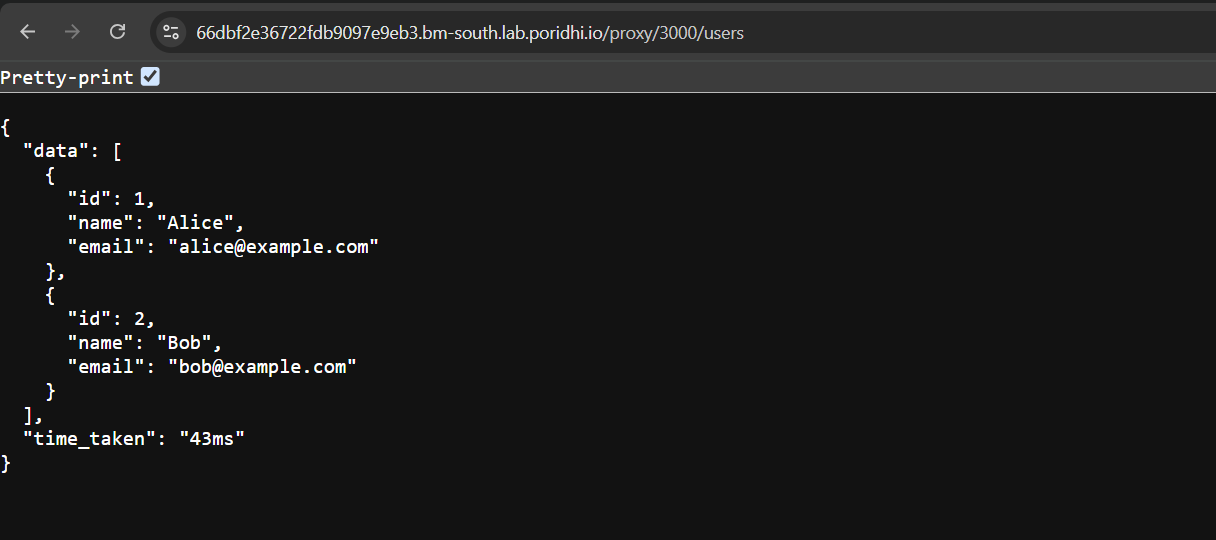 66dbf2e36722fdb9097e9eb3.bm-south.lab.poridhi.io/proxy/3000/users
Pretty-print
{
  "data": [
    {
      "id": 1,
      "name": "Alice",
      "email": "alice@example.com"
    },
    {
      "id": 2,
      "name": "Bob",
      "email": "bob@example.com"
    }
  ],
  "time_taken": "43ms"
}